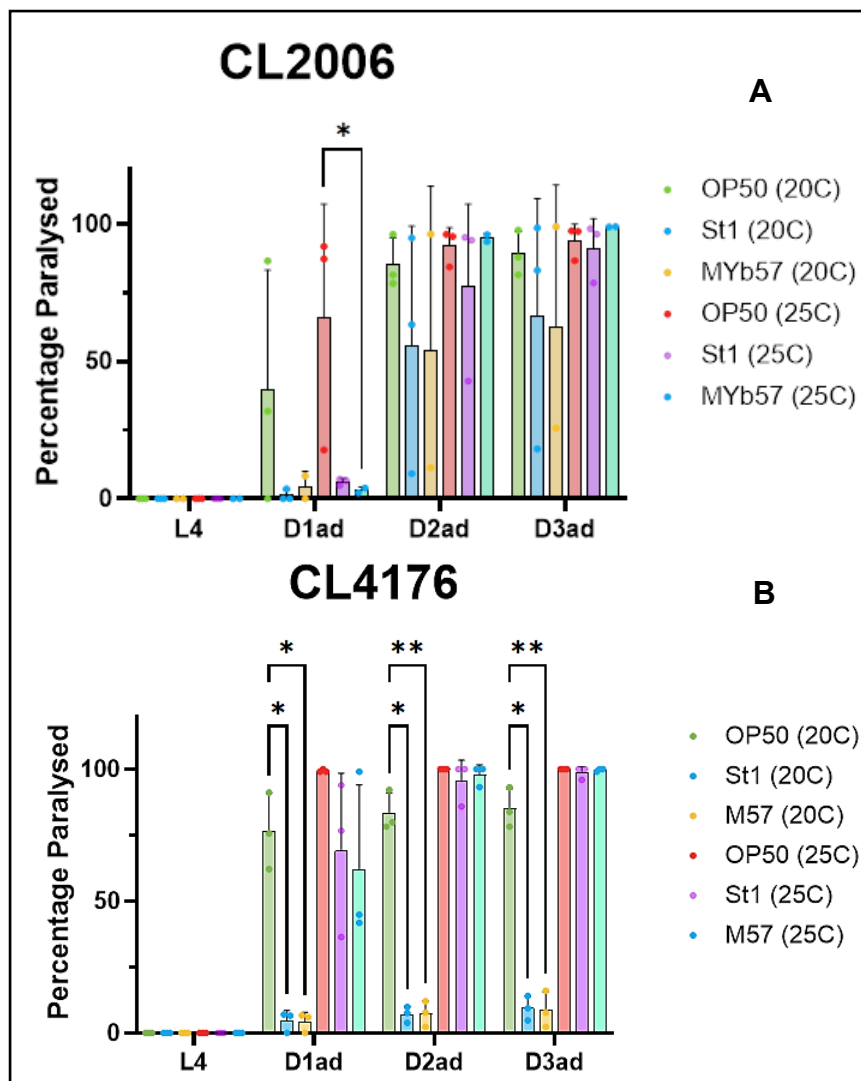 CL2006
A
*
OP50 (20C)
St1 (20C)
MYb57 (20C)
OP50 (25C)
St1 (25C)
MYb57 (25C)
Percentage Paralysed
100
50
0
L4 D1ad D2ad D3ad
CL4176
B
* ** **
* * *
OP50 (20C)
St1 (20C)
M57 (20C)
OP50 (25C)
St1 (25C)
M57 (25C)
Percentage Paralysed
100
50
0
L4 D1ad D2ad D3ad